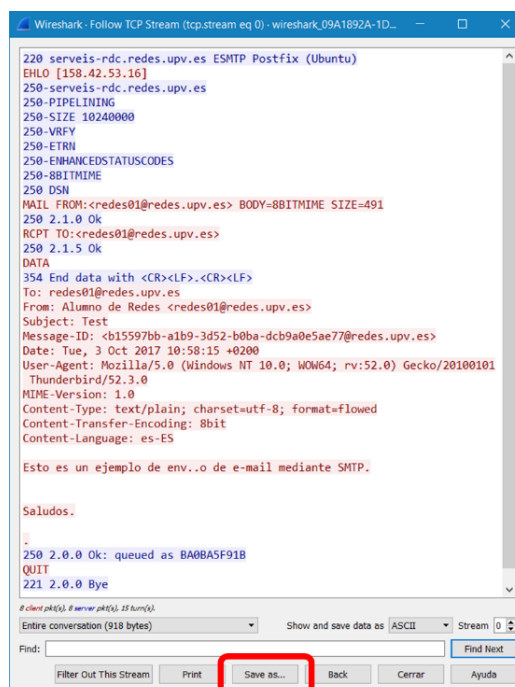 Wireshark · Follow TCP Stream (tcp.stream eq 0) · wireshark_09A1892A-1D...
220 serveis-rdc.redes.upv.es ESMTP Postfix (Ubuntu)
EHLO [158.42.53.16]
250-serveis-rdc.redes.upv.es
250-PIPELINING
250-SIZE 10240000
250-VRFY
250-ETRN
250-ENHANCEDSTATUSCODES
250-8BITMIME
250 DSN
MAIL FROM:<redes01@redes.upv.es> BODY=8BITMIME SIZE=491
250 2.1.0 Ok
RCPT TO:<redes01@redes.upv.es>
250 2.1.5 Ok
DATA
354 End data with <CR><LF>.<CR><LF>
To: redes01@redes.upv.es
From: Alumno de Redes <redes01@redes.upv.es>
Subject: Test
Message-ID: <b15597bb-a1b9-3d52-b0ba-dcb9a0e5ae77@redes.upv.es>
Date: Tue, 3 Oct 2017 10:58:15 +0200
User-Agent: Mozilla/5.0 (Windows NT 10.0; WOW64; rv:52.0) Gecko/20100101
Thunderbird/52.3.0
MIME-Version: 1.0
Content-Type: text/plain; charset=utf-8; format=flowed
Content-Transfer-Encoding: 8bit
Content-Language: es-ES
Esto es un ejemplo de env..o de e-mail mediante SMTP.
Saludos.
.
250 2.0.0 Ok: queued as BA0BA5F91B
QUIT
221 2.0.0 Bye
8 client pkt(s), 8 server pkt(s), 15 turn(s).
Entire conversation (918 bytes) Show and save data as ASCII Stream 0
Find: Find Next
Filter Out This Stream Print Save as... Back Cerrar Ayuda